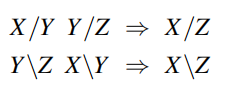 X/Y Y/Z ⇒ X/Z
Y\Z X\Y ⇒ X\Z